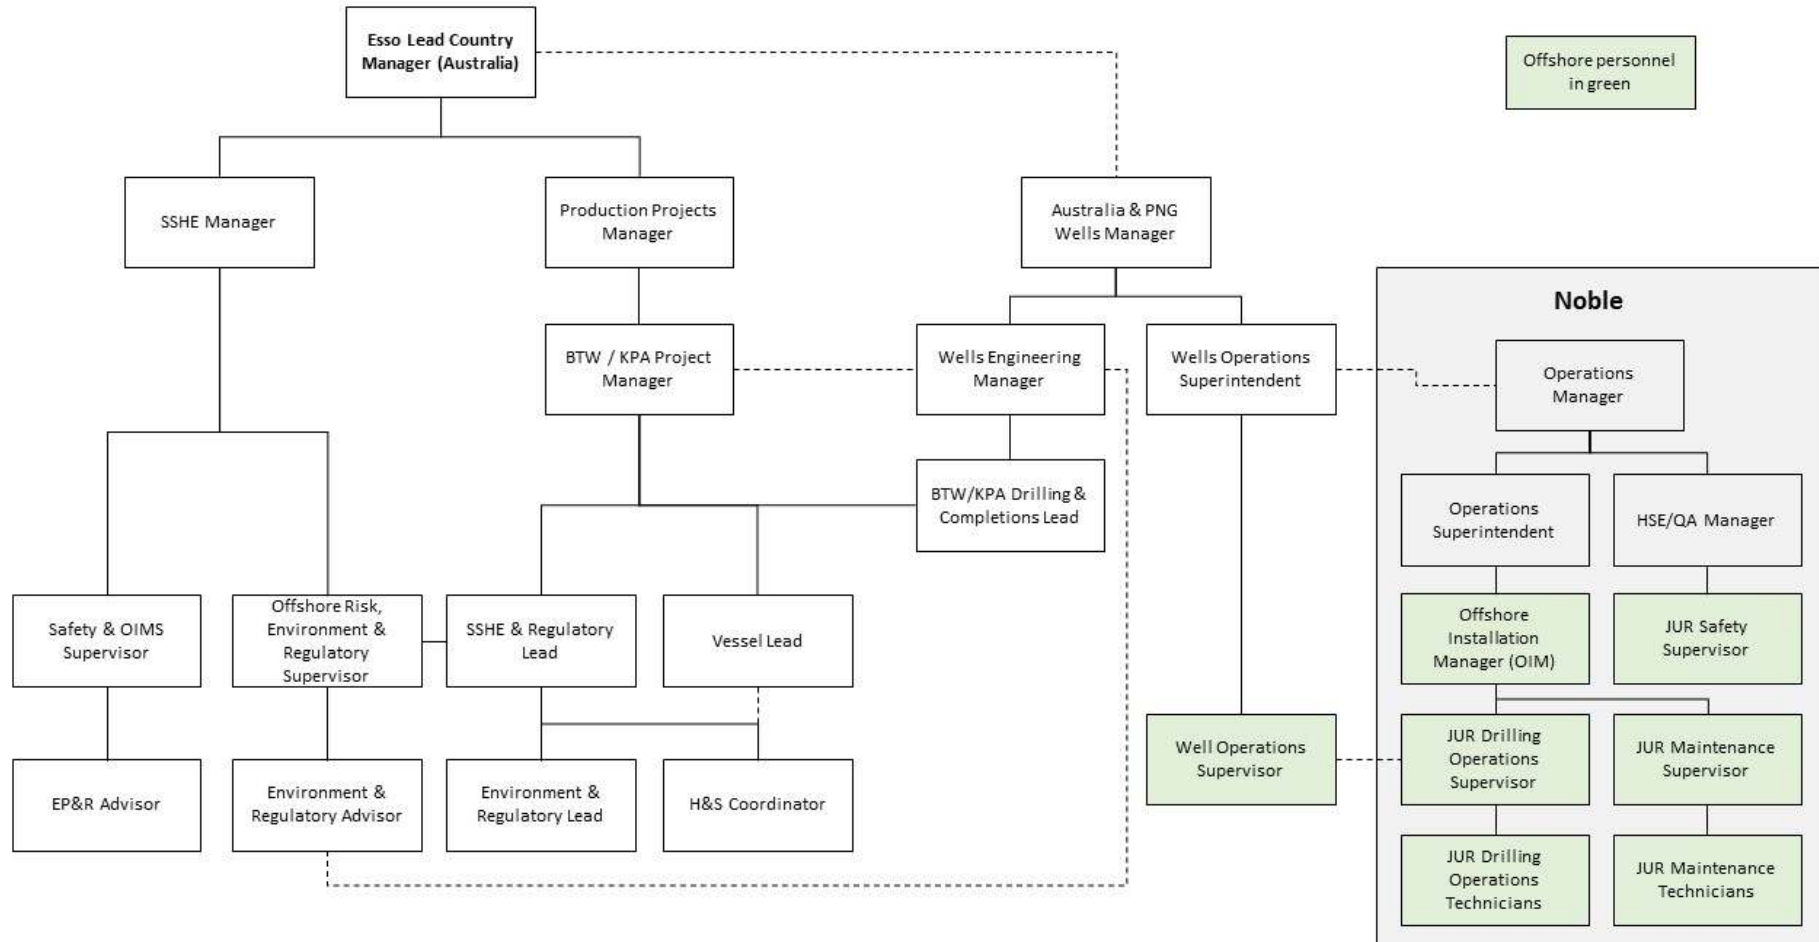 Esso Lead Country
Manager (Australia)
Offshore personnel
in green
SSHE Manager
Production Projects
Manager
Australia & PNG
Wells Manager
Noble
BTW / KPA Project
Manager
Wells Engineering
Manager
Wells Operations
Superintendent
Operations
Manager
BTW/KPA Drilling &
Completions Lead
Operations
Superintendent
HSE/QA Manager
Safety & OIMS
Supervisor
Offshore Risk,
Environment &
Regulatory
Supervisor
SSHE & Regulatory
Lead
Vessel Lead
Offshore
Installation
Manager (OIM)
JUR Safety
Supervisor
Well Operations
Supervisor
JUR Drilling
Operations
Supervisor
JUR Maintenance
Supervisor
EP&R Advisor
Environment &
Regulatory Advisor
Environment &
Regulatory Lead
H&S Coordinator
JUR Drilling
Operations
Technicians
JUR Maintenance
Technicians